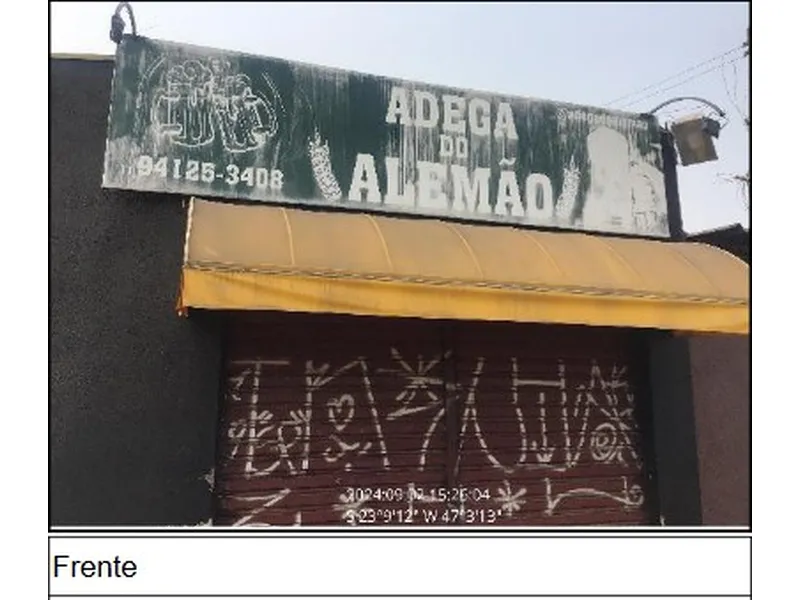 ADEGA
DO
ALEMÃO
94125-3408
2024:09:02 15:26:04
S 23°9'12" W 47°3'13"
Frente